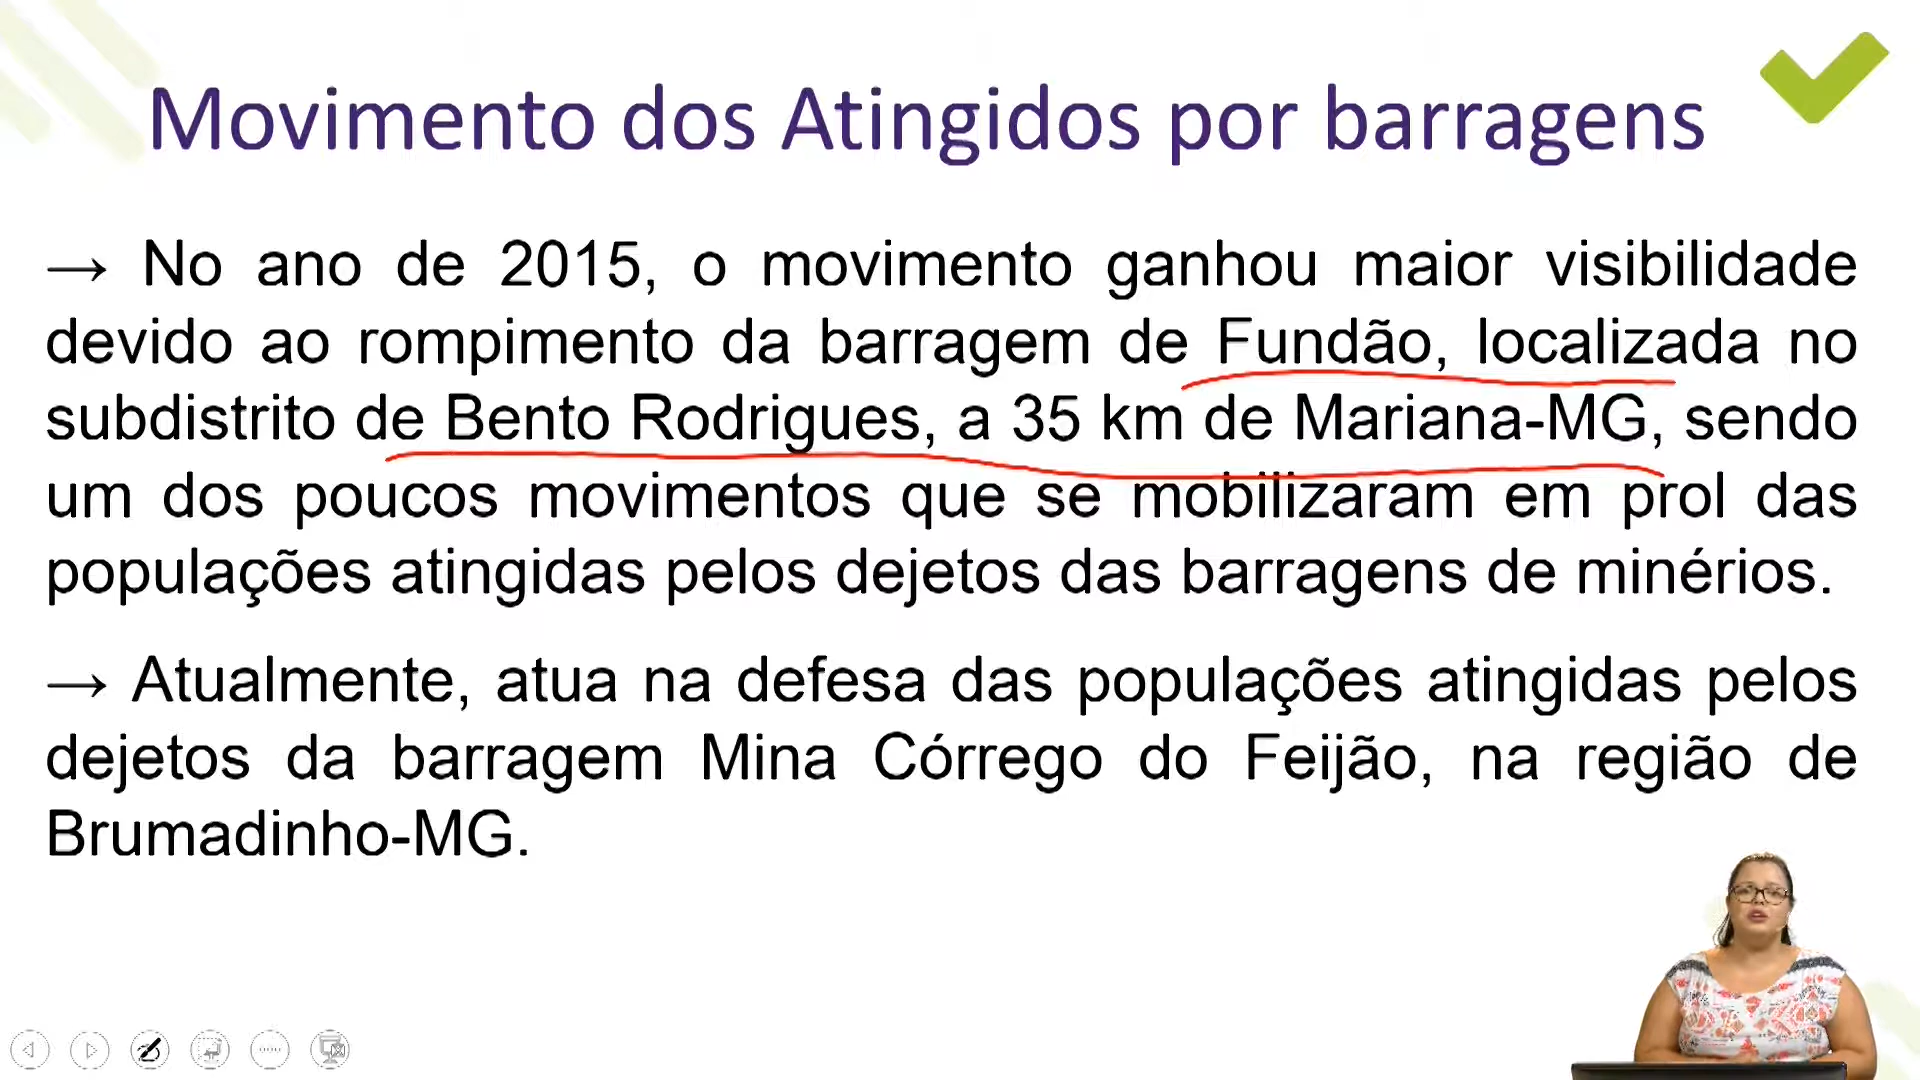 Movimento dos Atingidos por barragens
→ No ano de 2015, o movimento ganhou maior visibilidade
devido ao rompimento da barragem de Fundão, localizada no
subdistrito de Bento Rodrigues, a 35 km de Mariana-MG, sendo
um dos poucos movimentos que se mobilizaram em prol das
populações atingidas pelos dejetos das barragens de minérios.
→ Atualmente, atua na defesa das populações atingidas pelos
dejetos da barragem Mina Córrego do Feijão, na região de
Brumadinho-MG.